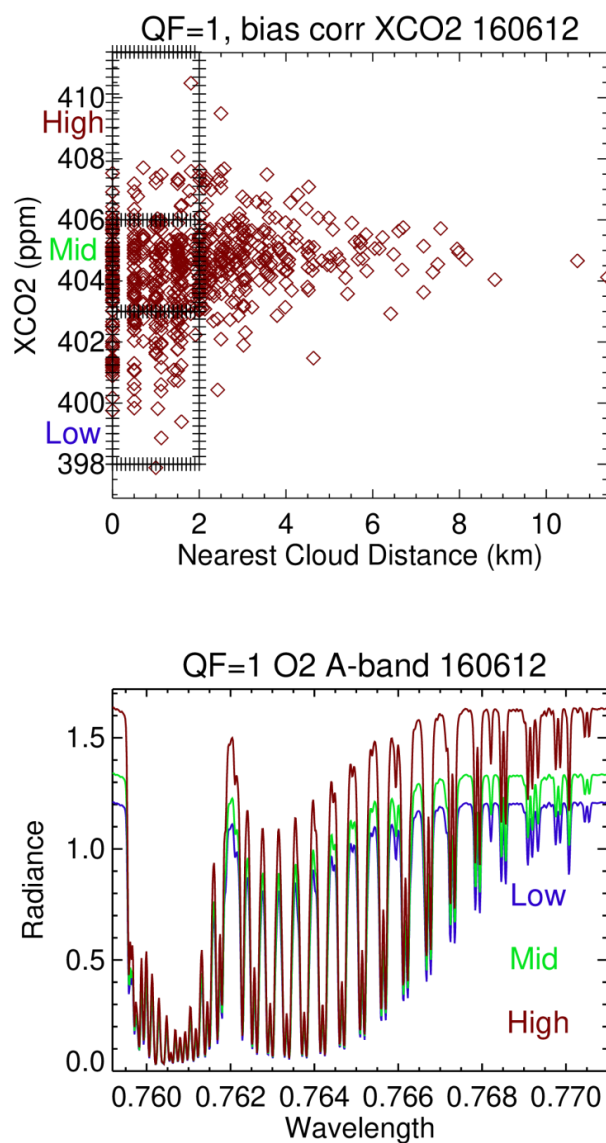 QF=1, bias corr XCO2 160612
410
High
408
406
Mid
404
XCO2 (ppm)
402
400
Low
398
0 2 4 6 8 10
Nearest Cloud Distance (km)
QF=1 O2 A-band 160612
1.5
1.0
Radiance
0.5
0.0
Low
Mid
High
0.760 0.762 0.764 0.766 0.768 0.770
Wavelength